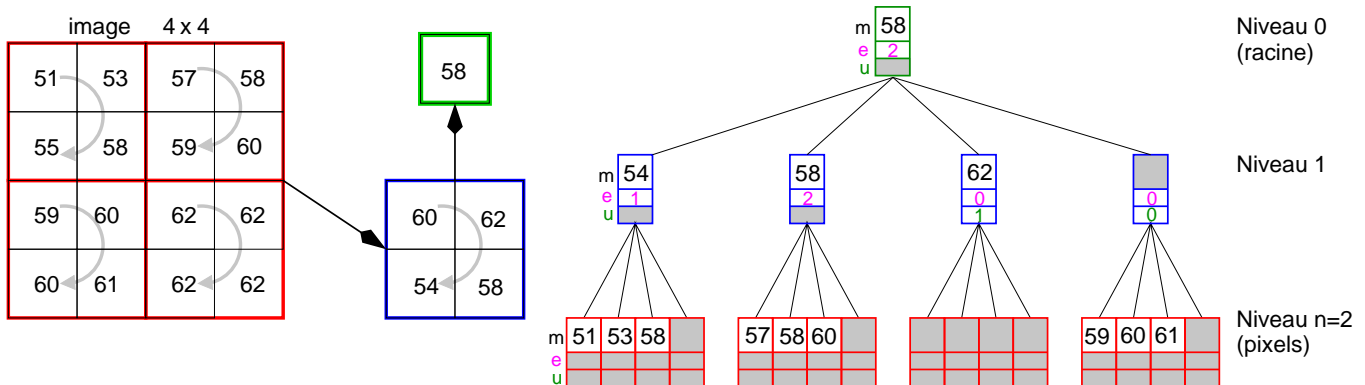 image 4 x 4
51 53 57 58
55 58 59 60
59 60 62 62
60 61 62 62
58
60 62
54 58
m 58
e 2
u
Niveau 0
(racine)
m 54 58 62
e 1 2 0 0
u 1 0
Niveau 1
m 51 53 58 57 58 60 59 60 61
e
u
Niveau n=2
(pixels)